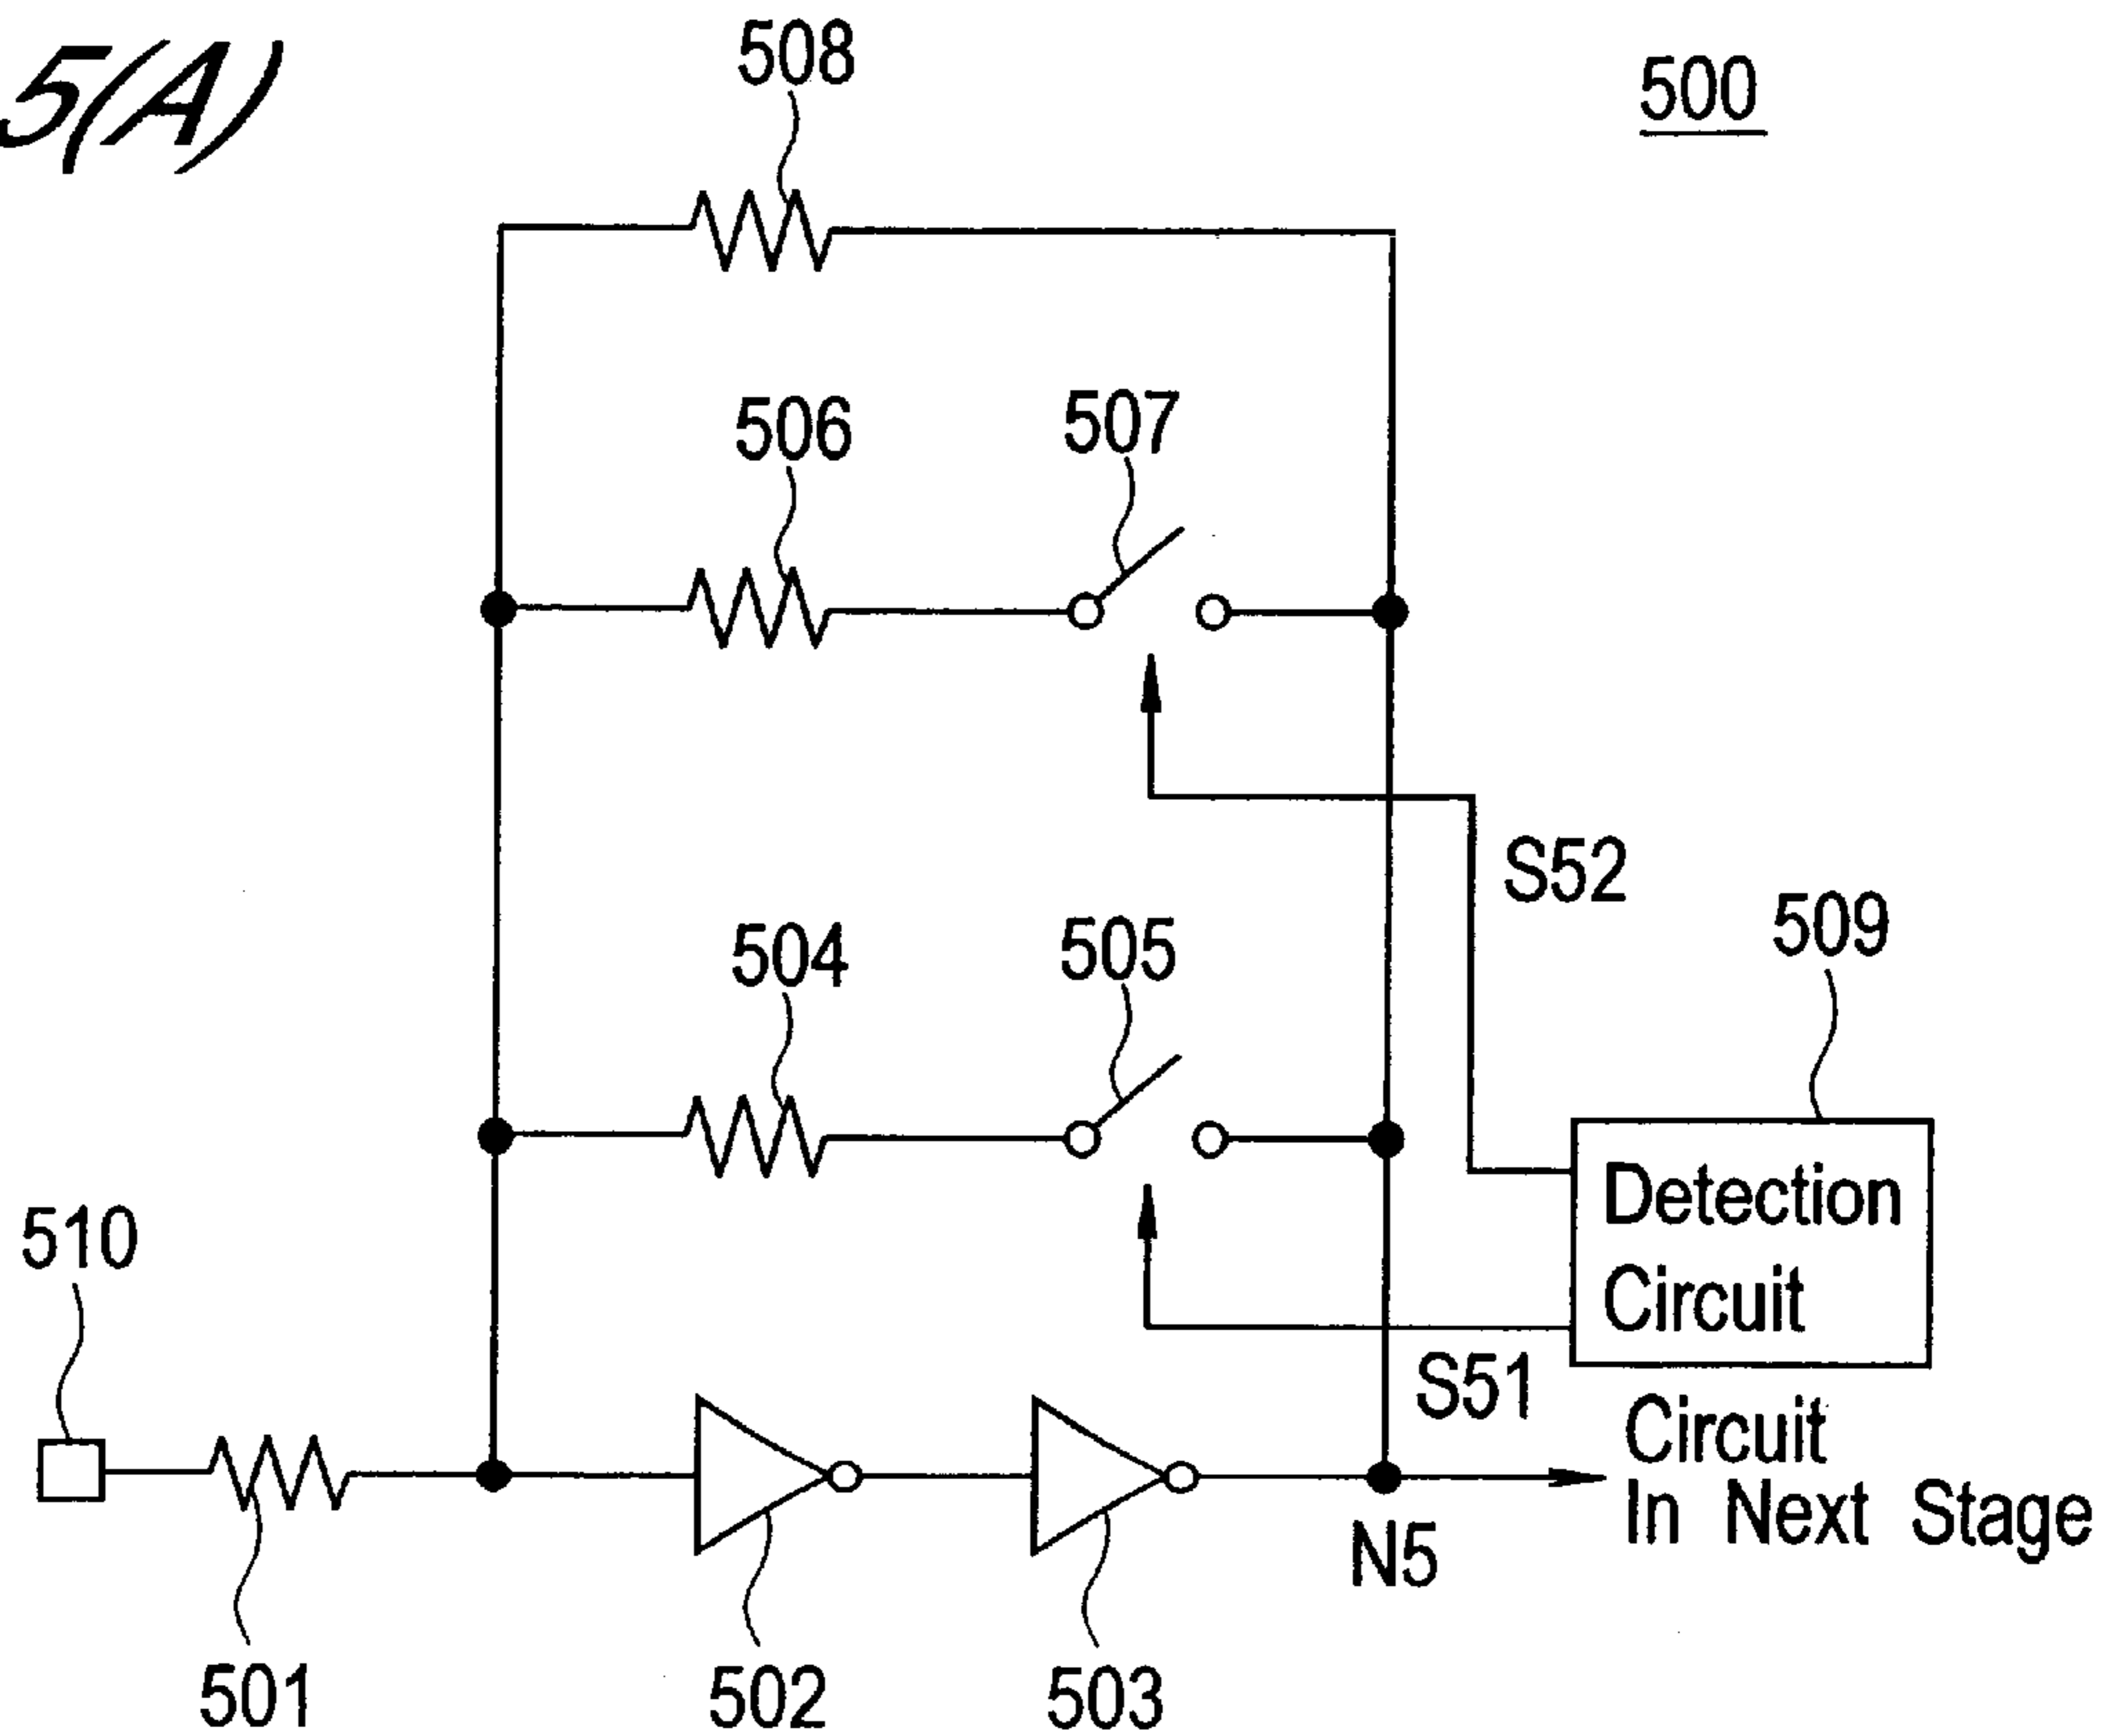 5(A)
508
500
506
507
S52
509
504
505
Detection
Circuit
510
S51
Circuit
In Next Stage
N5
501
502
503